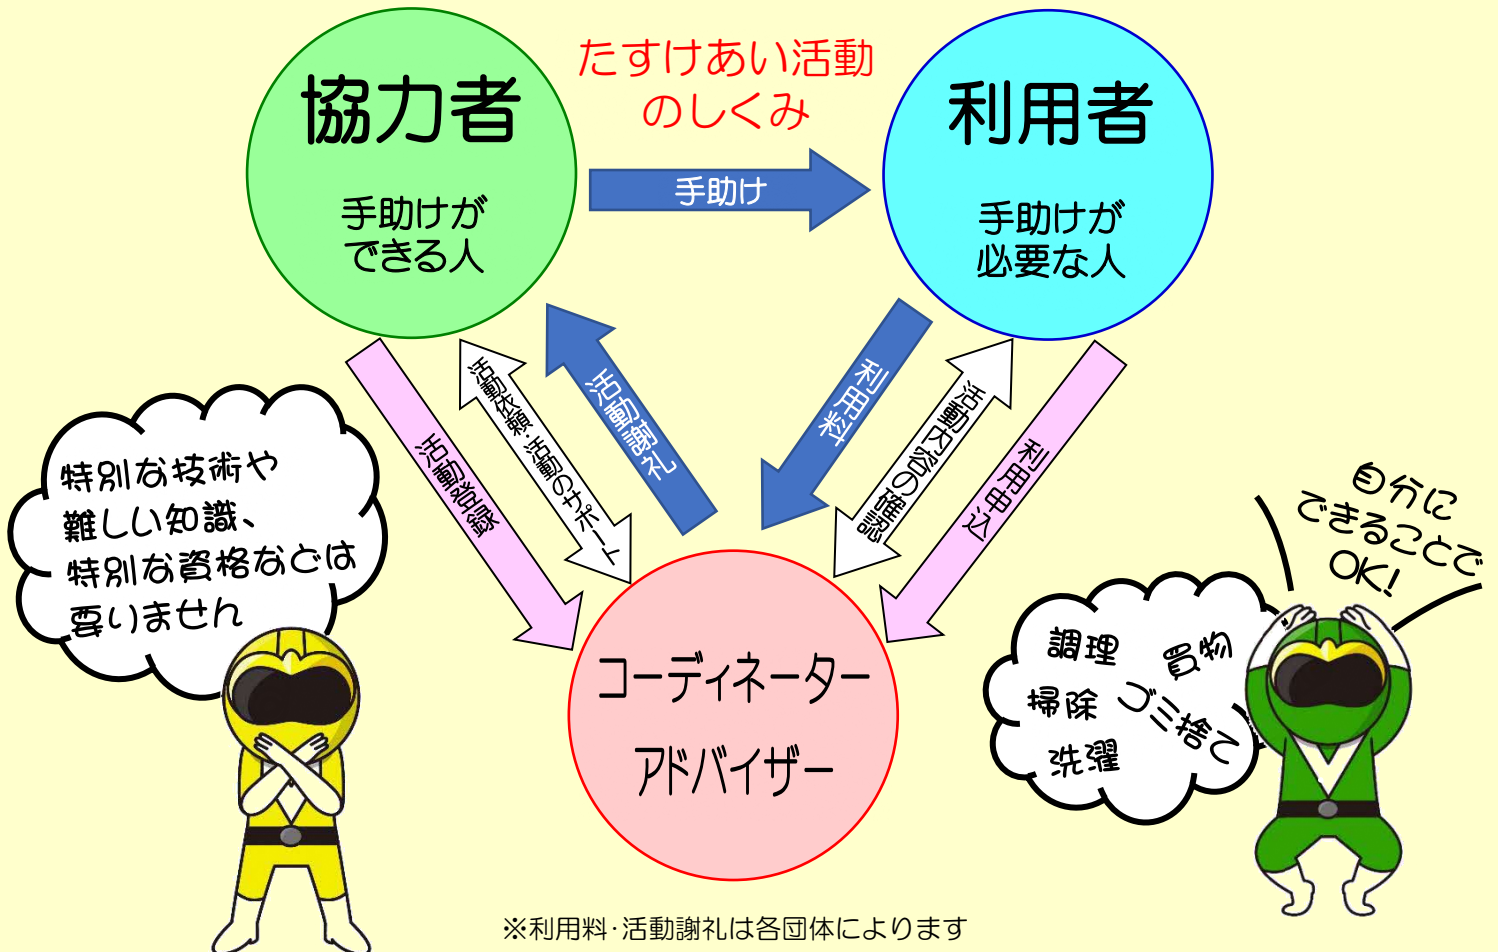 たすけあい活動
のしくみ
協力者
手助けが
できる人
手助け
利用者
手助けが
必要な人
活動登録
活動依頼・活動のサポート
活動謝礼
利用料
活動内容の確認
利用申込
特別な技術や
難しい知識、
特別な資格などは
要りません
自分に
できることで
OK!
調理
買物
掃除
ゴミ捨て
洗濯
コーディネーター
アドバイザー
※利用料・活動謝礼は各団体によります